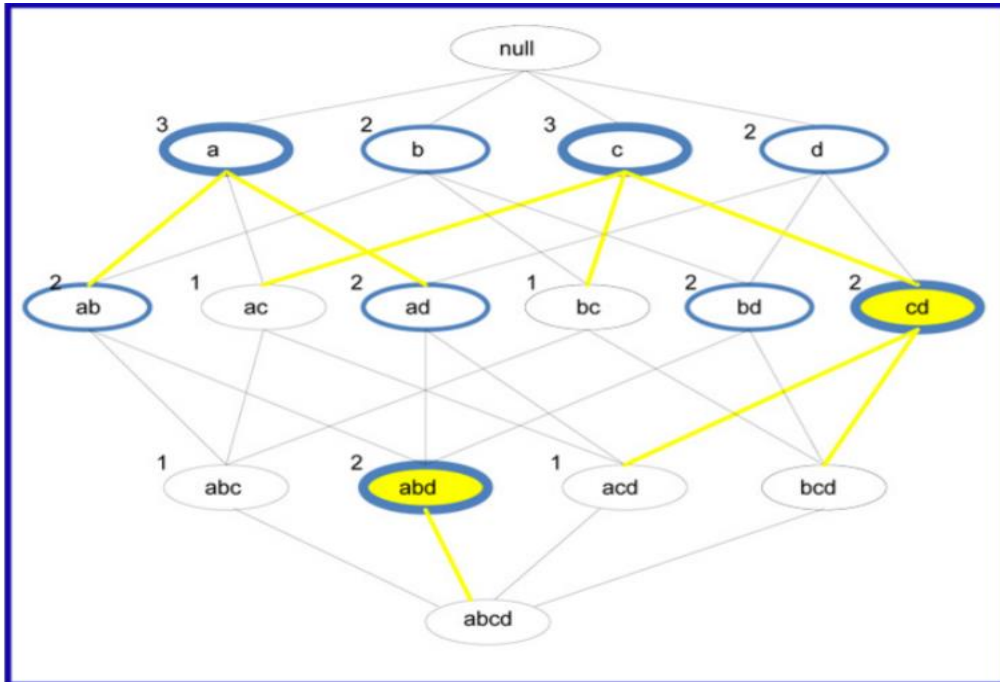 null
3 a 2 b 3 c 2 d
2 ab 1 ac 2 ad 1 bc 2 bd 2 cd
1 abc 2 abd 1 acd bcd
abcd